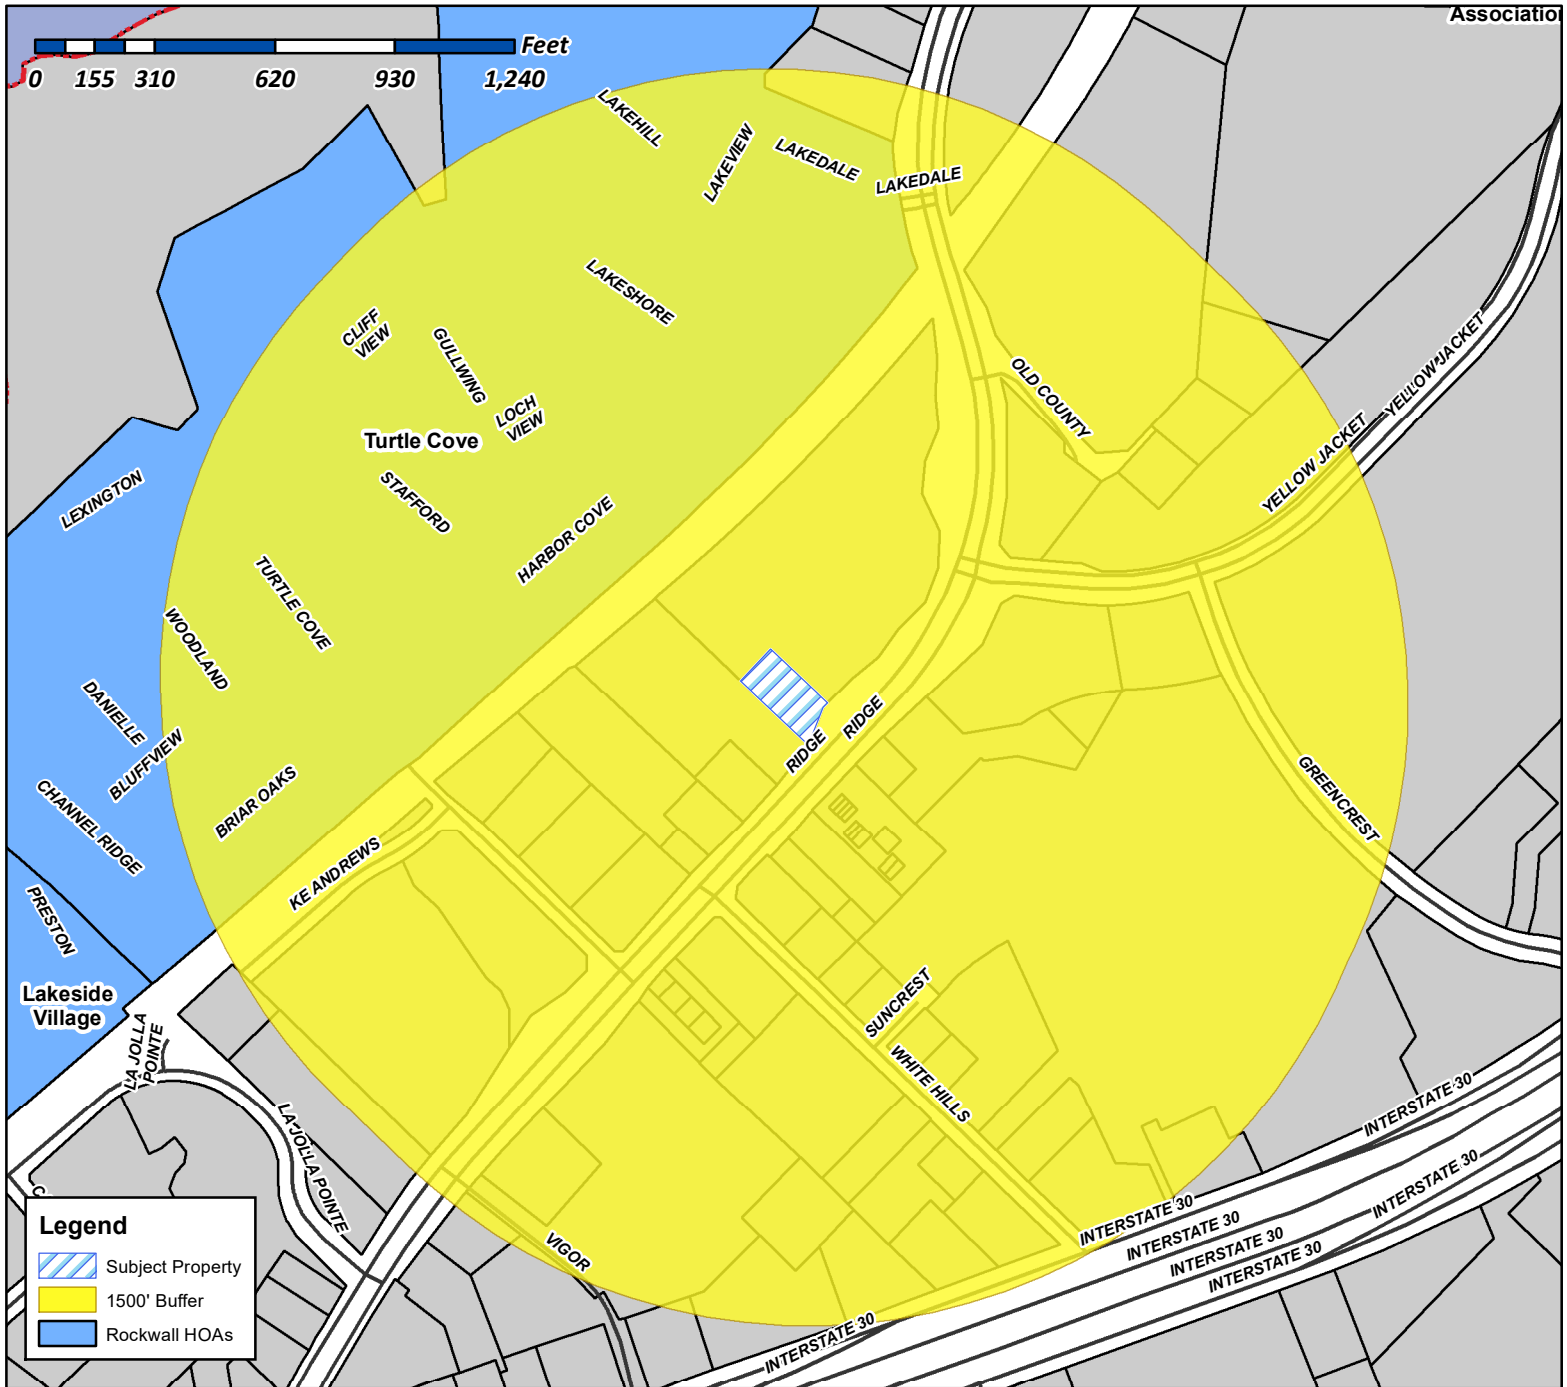 Association
Feet
0 155 310 620 930 1,240
LAKEHILL
LAKEVIEW
LAKEDALE
LAKEDALE
LAKESHORE
CLIFF
VIEW
GULLWING
LOCH
VIEW
Turtle Cove
OLD COUNTY
YELLOW JACKET
YELLOW JACKET
LEXINGTON
STAFFORD
HARBOR COVE
TURTLE COVE
WOODLAND
DANIELLE
BLUFFVIEW
BRIAR OAKS
CHANNEL RIDGE
RIDGE
RIDGE
GREENCREST
KE ANDREWS
PRESTON
Lakeside
Village
LA JOLLA
POINTE
LA JOLLA POINTE
SUNCREST
WHITE HILLS
VIGOR
INTERSTATE 30
INTERSTATE 30
INTERSTATE 30
INTERSTATE 30
INTERSTATE 30
INTERSTATE 30
INTERSTATE 30
Legend
Subject Property
1500' Buffer
Rockwall HOAs